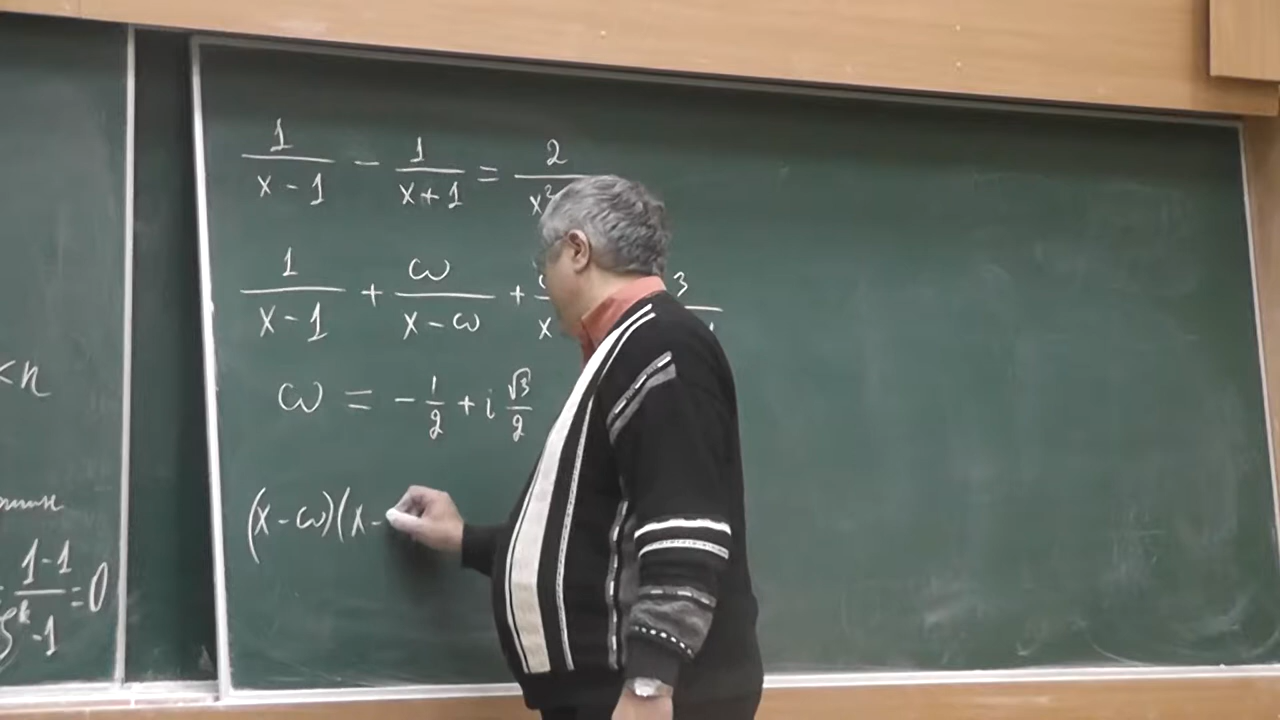 <n
1-1/ζ^k-1 = 0
1/(x-1) - 1/(x+1) = 2/x²
1/(x-1) + ω/(x-ω) + x 3
ω = -1/2 + i √3/2
(x-ω)(x-